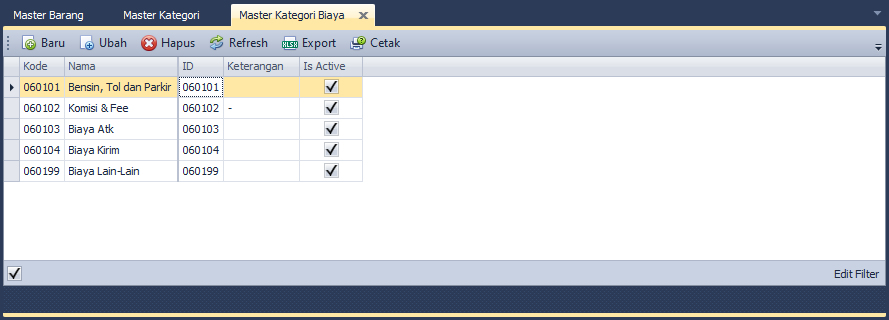 Master Barang Master Kategori Master Kategori Biaya
Baru Ubah Hapus Refresh XLSX Export Cetak
Kode Nama ID Keterangan Is Active
060101 Bensin, Tol dan Parkir 060101
060102 Komisi & Fee 060102 -
060103 Biaya Atk 060103
060104 Biaya Kirim 060104
060199 Biaya Lain-Lain 060199
Edit Filter